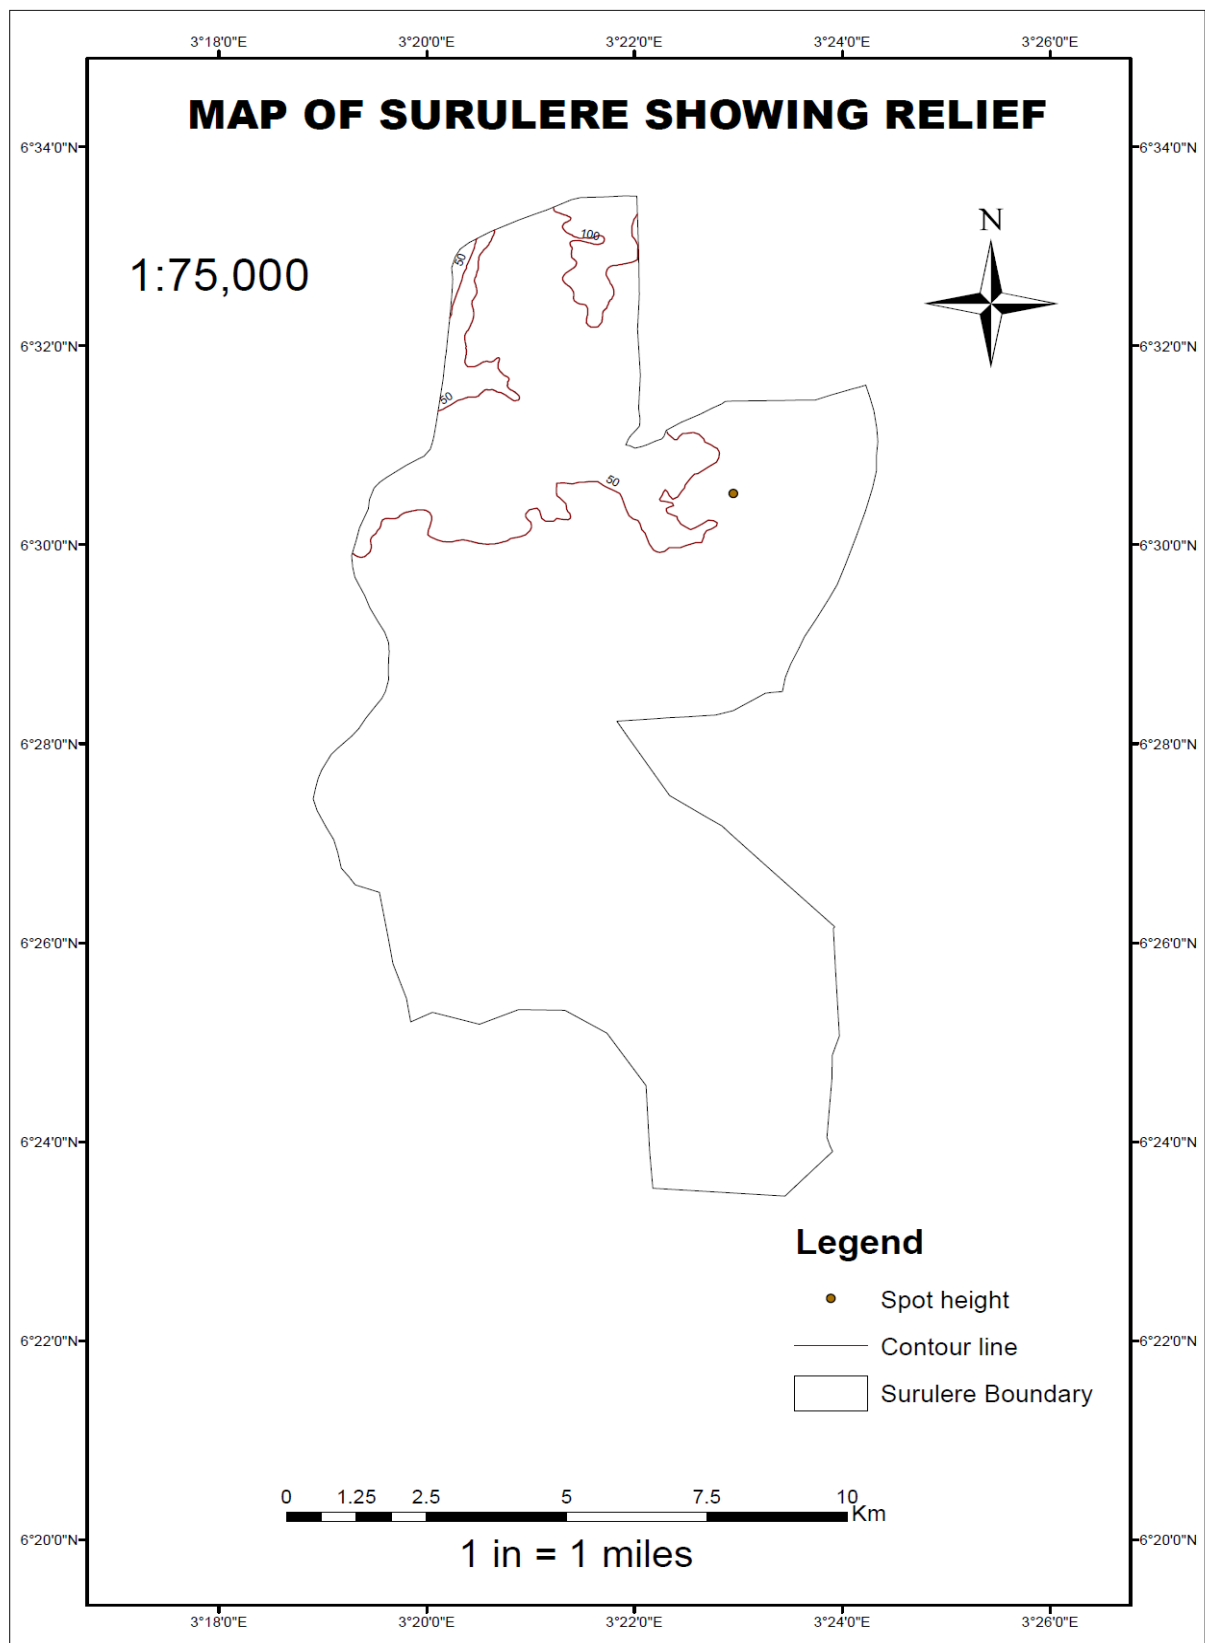 3°18'0"E 3°20'0"E 3°22'0"E 3°24'0"E 3°26'0"E
MAP OF SURULERE SHOWING RELIEF
6°34'0"N 6°34'0"N
N
1:75,000
100
50
6°32'0"N 6°32'0"N
50
50
6°30'0"N 6°30'0"N
6°28'0"N 6°28'0"N
6°26'0"N 6°26'0"N
6°24'0"N 6°24'0"N
Legend
Spot height
6°22'0"N 6°22'0"N
Contour line
Surulere Boundary
0 1.25 2.5 5 7.5 10
Km
6°20'0"N 6°20'0"N
1 in = 1 miles
3°18'0"E 3°20'0"E 3°22'0"E 3°24'0"E 3°26'0"E